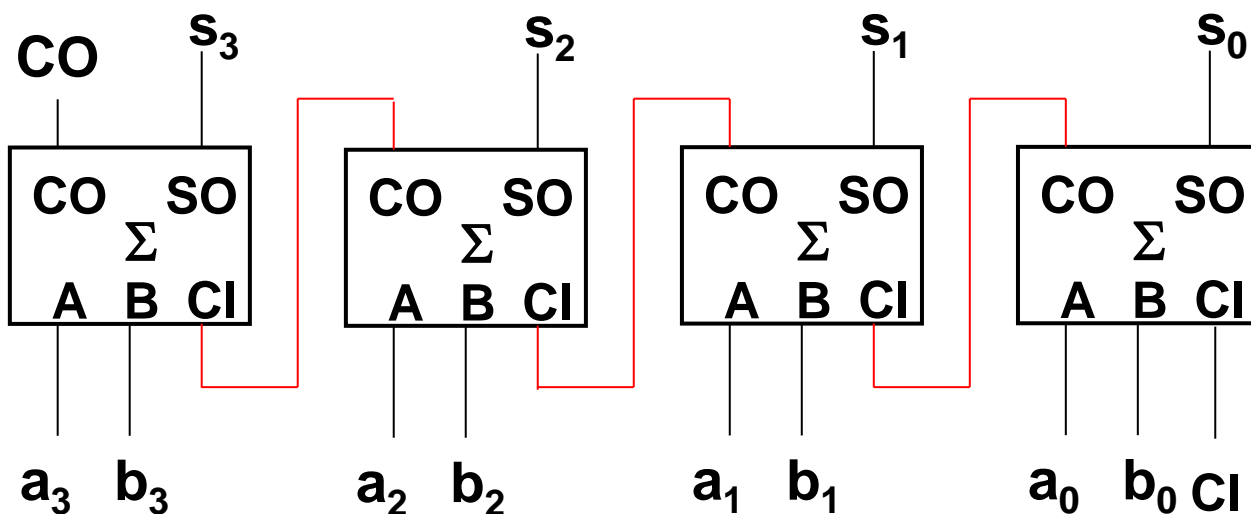 CO s₃ s₂ s₁ s₀
CO SO CO SO CO SO CO SO
Σ Σ Σ Σ
A B CI A B CI A B CI A B CI
a₃ b₃ a₂ b₂ a₁ b₁ a₀ b₀ CI